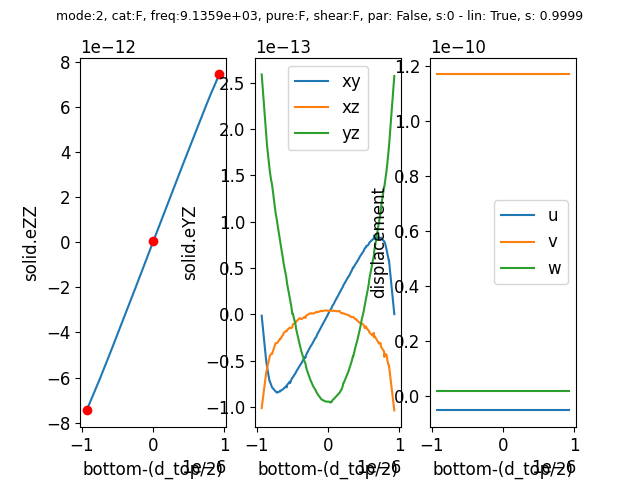 mode:2, cat:F, freq:9.1359e+03, pure:F, shear:F, par: False, s:0 - lin: True, s: 0.9999
1e−12
8
6
4
2
0
−2
−4
−6
−8
solid.eZZ
−1
0
1
1e−6
bottom-(d_top/2)
1e−13
2.5
2.0
1.5
1.0
0.5
0.0
−0.5
−1.0
solid.eYZ
xy
xz
yz
−1
0
1
1e−6
bottom-(d_top/2)
1e−10
1.2
1.0
0.8
0.6
0.4
0.2
0.0
displacement
u
v
w
−1
0
1
1e−6
bottom-(d_top/2)